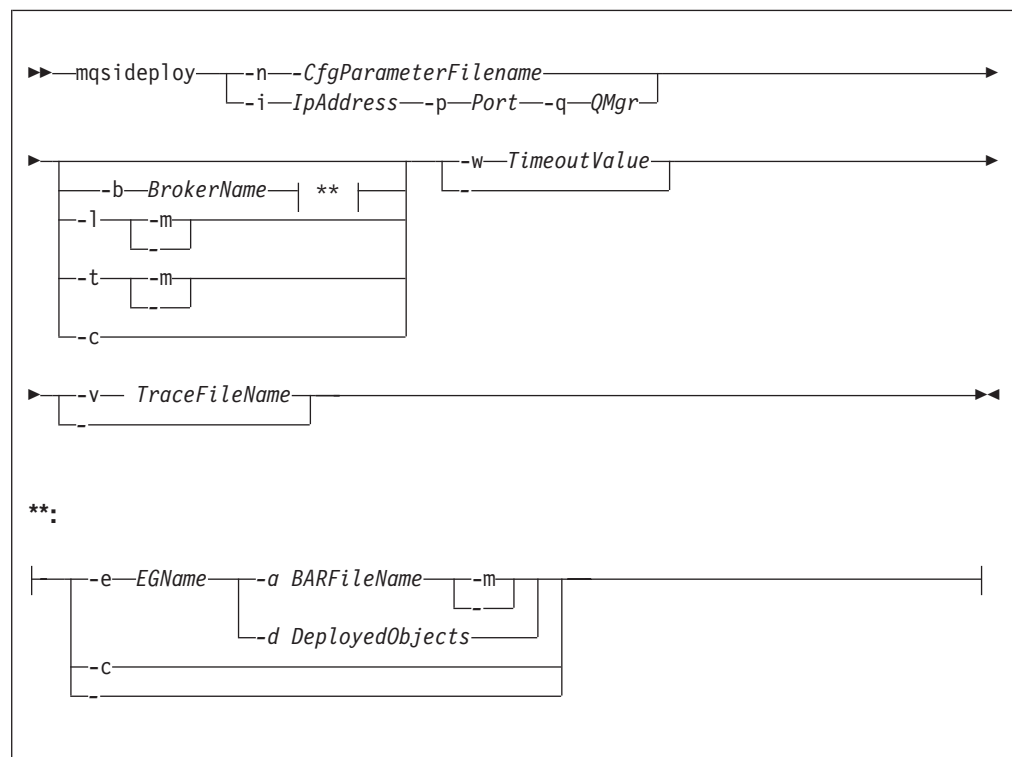 mqsideploy -n -CfgParameterFilename
-i IpAddress -p Port -q QMgr
-b BrokerName **
-w TimeoutValue
-
-l -m
-
-t -m
-
-c
-v TraceFileName
-
**:
-e EGName -a BARFileName -m
-
-d DeployedObjects
-c
-